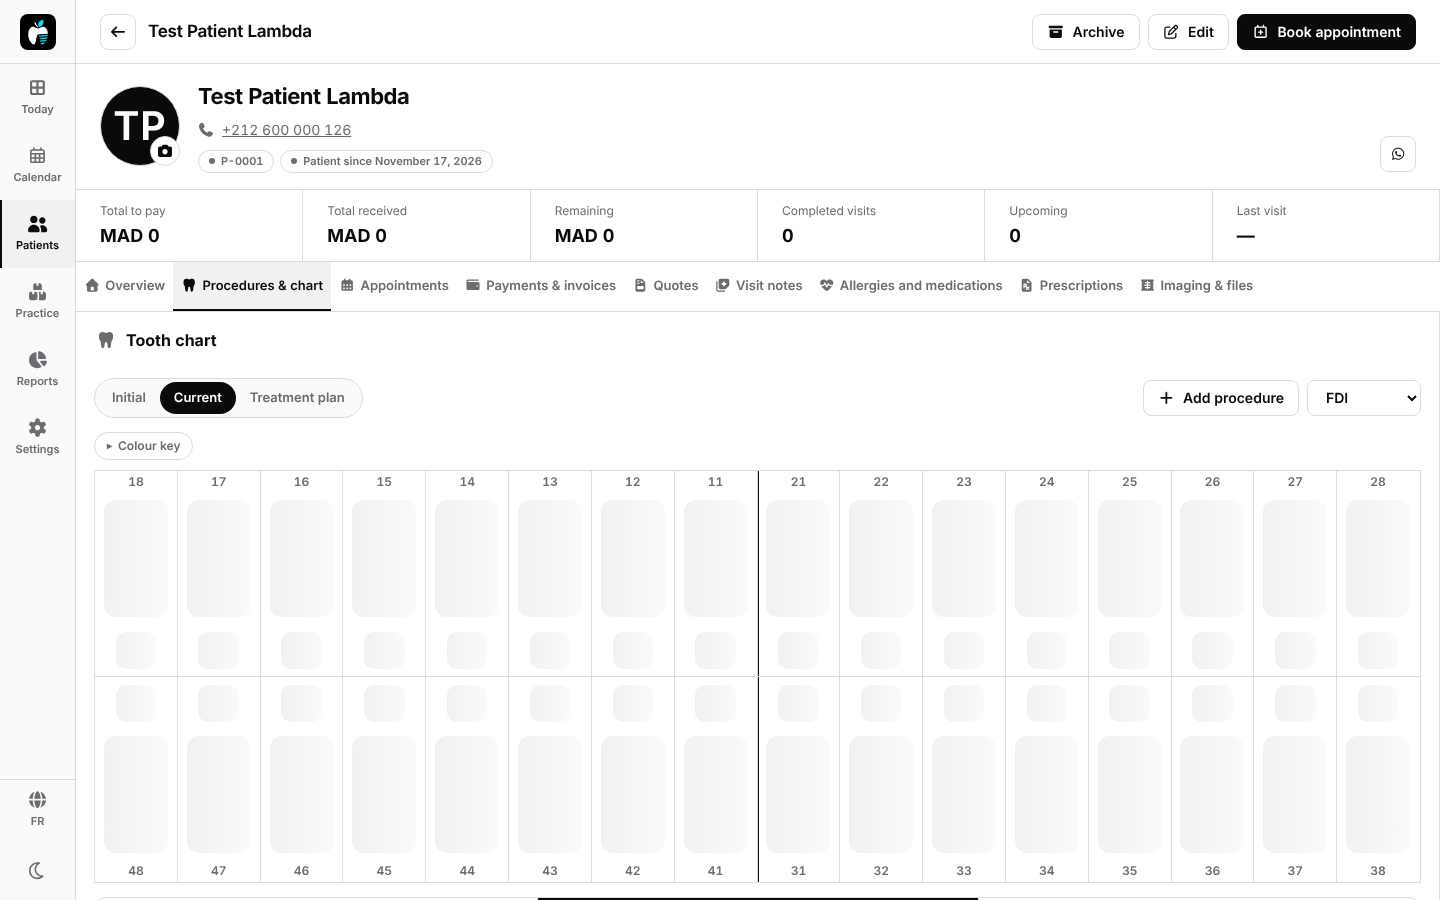 Test Patient Lambda
Archive
Edit
Book appointment
Today
Calendar
Patients
Practice
Reports
Settings
FR
TP
Test Patient Lambda
+212 600 000 126
P-0001
Patient since November 17, 2026
Total to pay
MAD 0
Total received
MAD 0
Remaining
MAD 0
Completed visits
0
Upcoming
0
Last visit
—
Overview
Procedures & chart
Appointments
Payments & invoices
Quotes
Visit notes
Allergies and medications
Prescriptions
Imaging & files
Tooth chart
Initial
Current
Treatment plan
Add procedure
FDI
Colour key
18 17 16 15 14 13 12 11 21 22 23 24 25 26 27 28
48 47 46 45 44 43 42 41 31 32 33 34 35 36 37 38